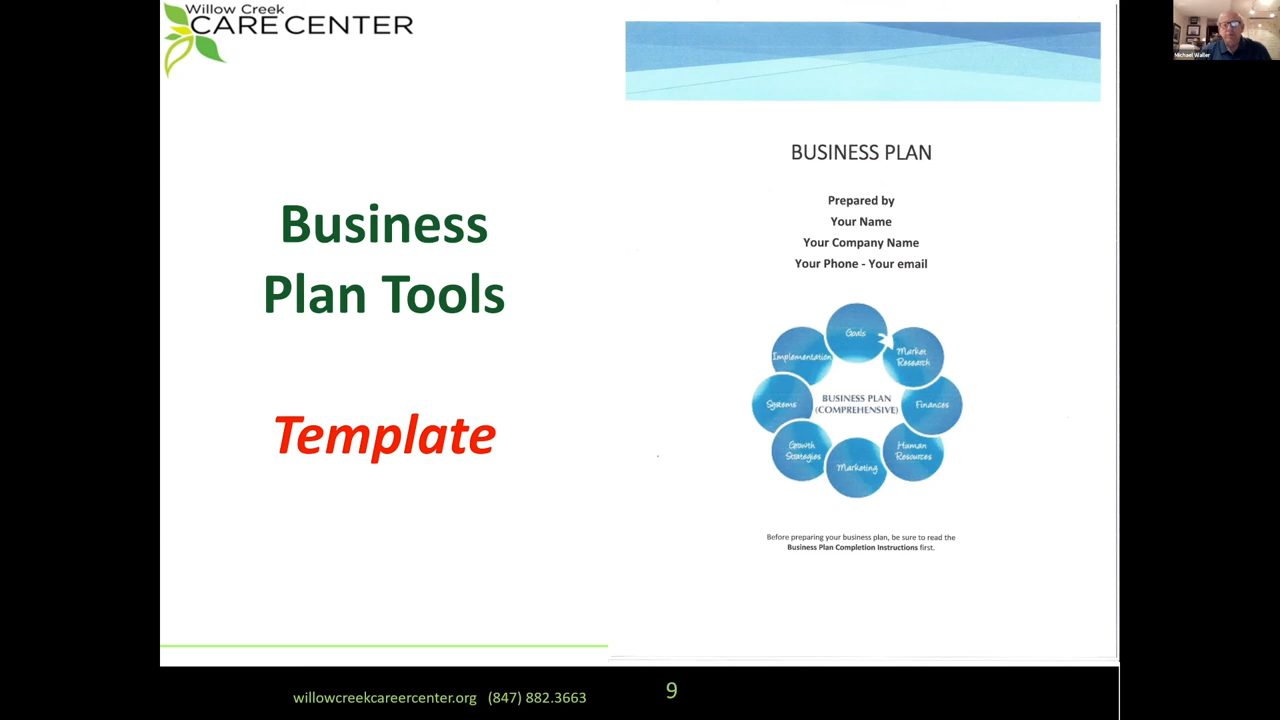 Willow Creek
CARE CENTER
Michael Waller
Business
Plan Tools
Template
BUSINESS PLAN
Prepared by
Your Name
Your Company Name
Your Phone - Your email
Goals
Market
Research
Finances
Human
Resources
Marketing
Growth
Strategies
Systems
Implementation
BUSINESS PLAN
(COMPREHENSIVE)
Before preparing your business plan, be sure to read the
Business Plan Completion Instructions first.
willowcreekcareercenter.org (847) 882.3663
9